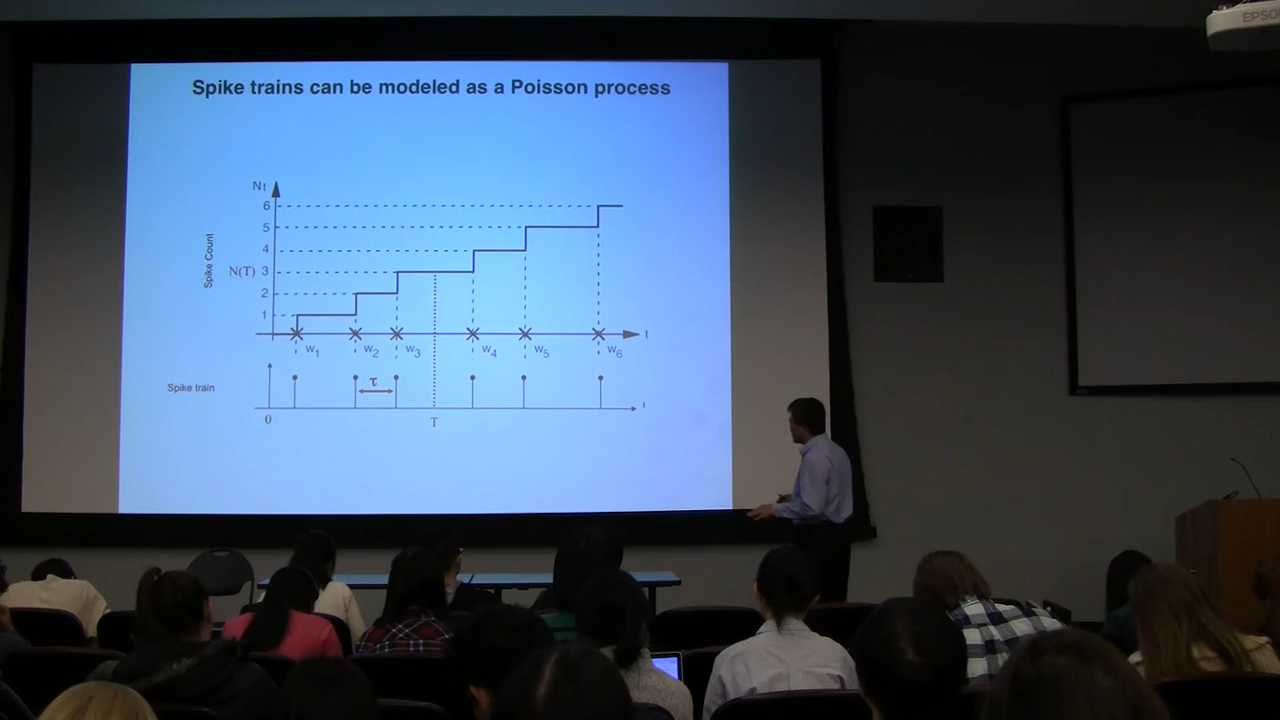 EPSO
Spike trains can be modeled as a Poisson process
Nt
6
5
4
N(T) 3
2
1
Spike Count
t
w1 w2 w3 w4 w5 w6
Spike train
τ
0 T